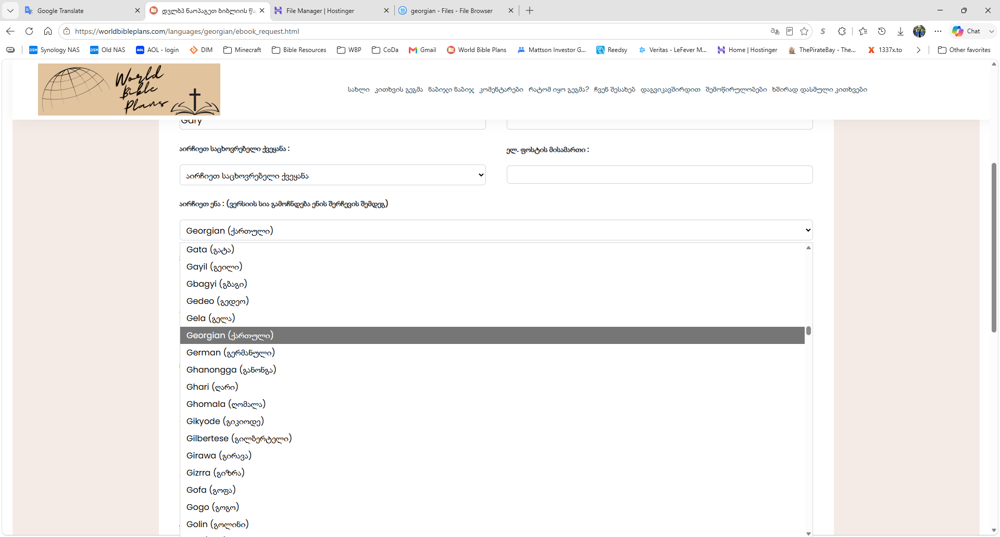 Google Translate
დვლბპ ნაოპაგეთ ბიბლიის წა
File Manager | Hostinger
georgian - Files - File Browser
https://worldbibleplans.com/languages/georgian/ebook_request.html
Chat
Synology NAS
Old NAS
AOL - login
DIM
Minecraft
Bible Resources
WBP
CoDa
Gmail
World Bible Plans
Mattson Investor G...
Reedsy
Veritas - LeFever M...
Home | Hostinger
ThePirateBay - The...
1337x.to
Other favorites
World
Bible
Plans
სახლი კითხვის გეგმა ნაბიჯი ნაბიჯ კომენტარები რატომ იყო გეგმა? ჩვენ შესახებ დაგვიკავშირდით შემოწირულობები ხშირად დასმული კითხვები
Gary
აირჩიეთ საცხოვრებელი ქვეყანა :
ელ. ფოსტის მისამართი :
აირჩიეთ საცხოვრებელი ქვეყანა
აირჩიეთ ენა : (ვერსიის სია გამოჩნდება ენის შერჩევის შემდეგ)
Georgian (ქართული)
Gata (გატა)
Gayil (გეილი)
Gbagyi (გბაგი)
Gedeo (გედეო)
Gela (გელა)
Georgian (ქართული)
German (გერმანული)
Ghanongga (განონგა)
Ghari (ღარი)
Ghomala (ღომალა)
Gikyode (გიკიოდე)
Gilbertese (გილბერტელი)
Girawa (გირავა)
Gizrra (გიზრა)
Gofa (გოფა)
Gogo (გოგო)
Golin (გოლინი)